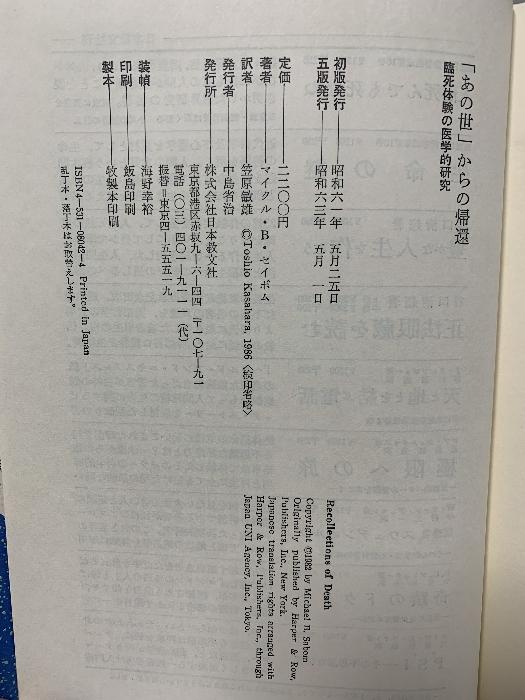 「あの世」からの帰還
臨死体験の医学的研究
初版発行 昭和六一年 五月二五日
五版発行 昭和六三年 五月 一日
定価 二二〇〇円
著者 マイクル・B・セイボム
訳者 笠原敏雄 ©Toshio Kasahara, 1986〈検印省略〉
発行者 中島省治
発行所 株式会社日本教文社
東京都港区赤坂九-六-四四 〒一〇七-九一
電話(〇三)四〇一-九一一一(代)
振替=東京四-五五五一九
装幀 海野幸裕
印刷 飯島印刷
製本 牧製本印刷
ISBN4-531-08042-4 Printed in Japan
乱丁本・落丁本はお取替えします。
Recollections of Death
Copyright ©1982 by Michael B. Sabom
Originally published by Harper & Row,
Publishers, Inc., New York.
Japanese translation rights arranged with
Harper & Row, Publishers, Inc., through
Japan UNI Agency, Inc., Tokyo.